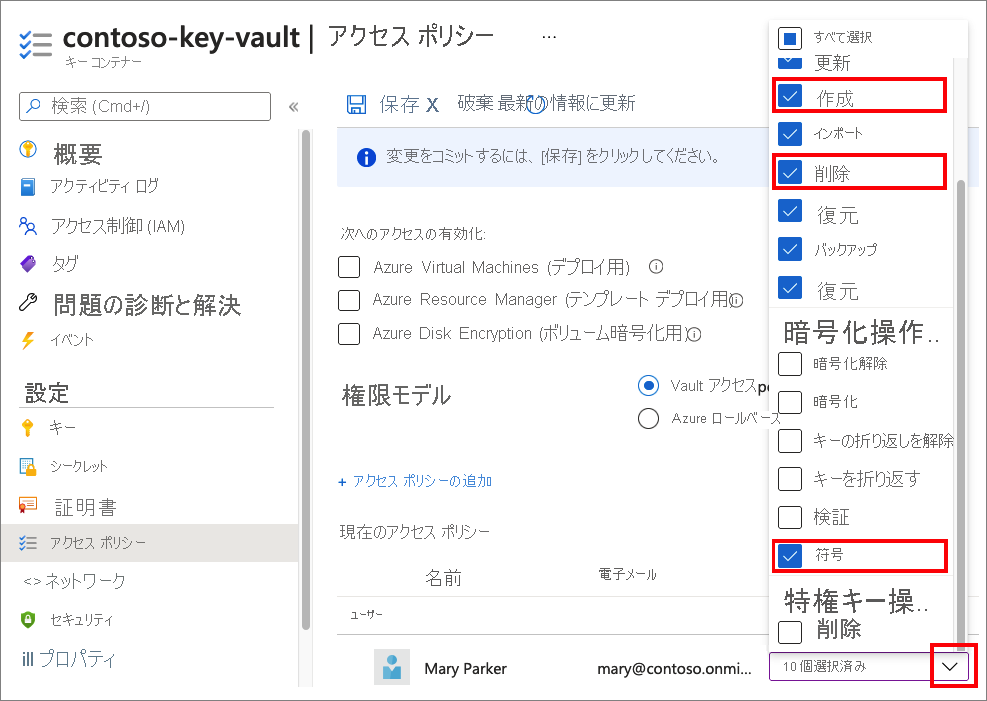 contoso-key-vault | アクセス ポリシー ...
キー コンテナー
検索 (Cmd+/)
«
概要
アクティビティ ログ
アクセス制御 (IAM)
タグ
問題の診断と解決
イベント
設定
キー
シークレット
証明書
アクセス ポリシー
<> ネットワーク
セキュリティ
プロパティ
保存 X 破棄 最新の情報に更新
変更をコミットするには、[保存] をクリックしてください。
次へのアクセスの有効化:
Azure Virtual Machines (デプロイ用)
Azure Resource Manager (テンプレート デプロイ用)
Azure Disk Encryption (ボリューム暗号化用)
権限モデル
Vault アクセスpo
Azure ロールベース
+ アクセス ポリシーの追加
現在のアクセス ポリシー
名前 電子メール
ユーザー
Mary Parker mary@contoso.onmi...
すべて選択
更新
作成
インポート
削除
復元
バックアップ
復元
暗号化操作..
暗号化解除
暗号化
キーの折り返しを解除
キーを折り返す
検証
符号
特権キー操..
削除
10 個選択済み